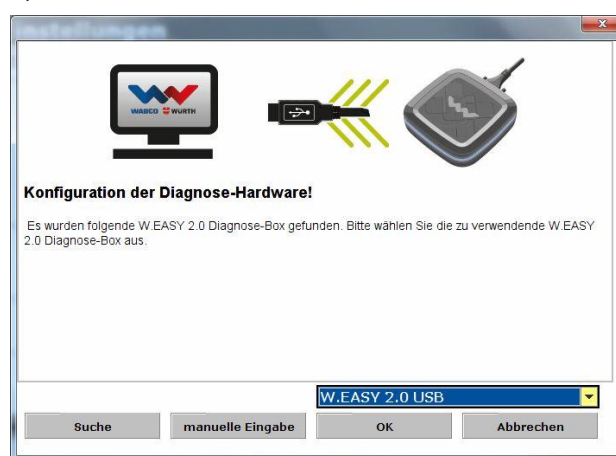 instellungen
WABCO WÜRTH
Konfiguration der Diagnose-Hardware!
Es wurden folgende W.EASY 2.0 Diagnose-Box gefunden. Bitte wählen Sie die zu verwendende W.EASY
2.0 Diagnose-Box aus.
W.EASY 2.0 USB
Suche manuelle Eingabe OK Abbrechen